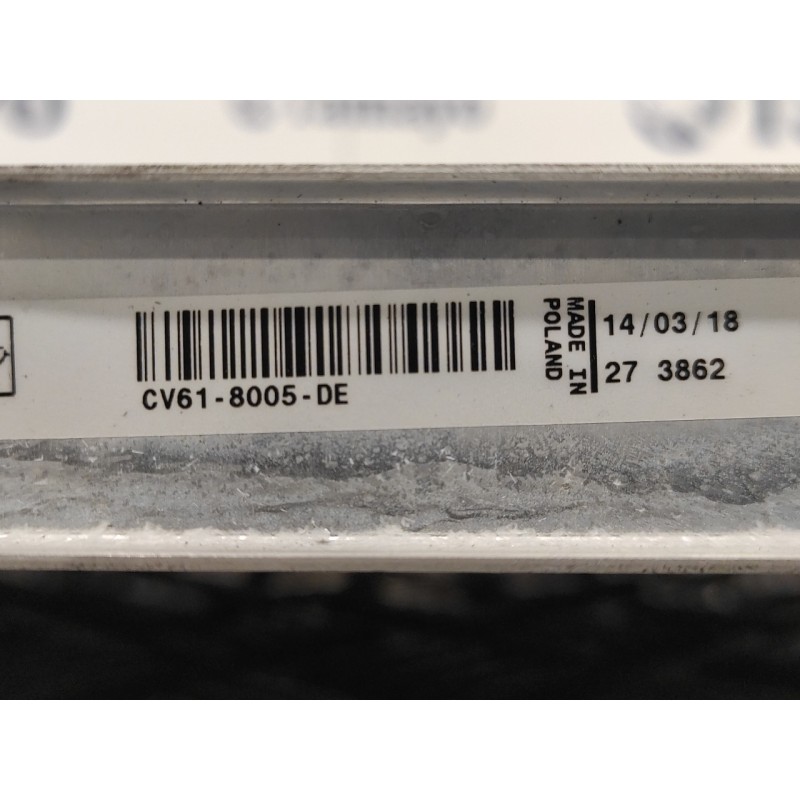 CV61-8005-DE
MADE IN
POLAND
14/03/18
27 3862